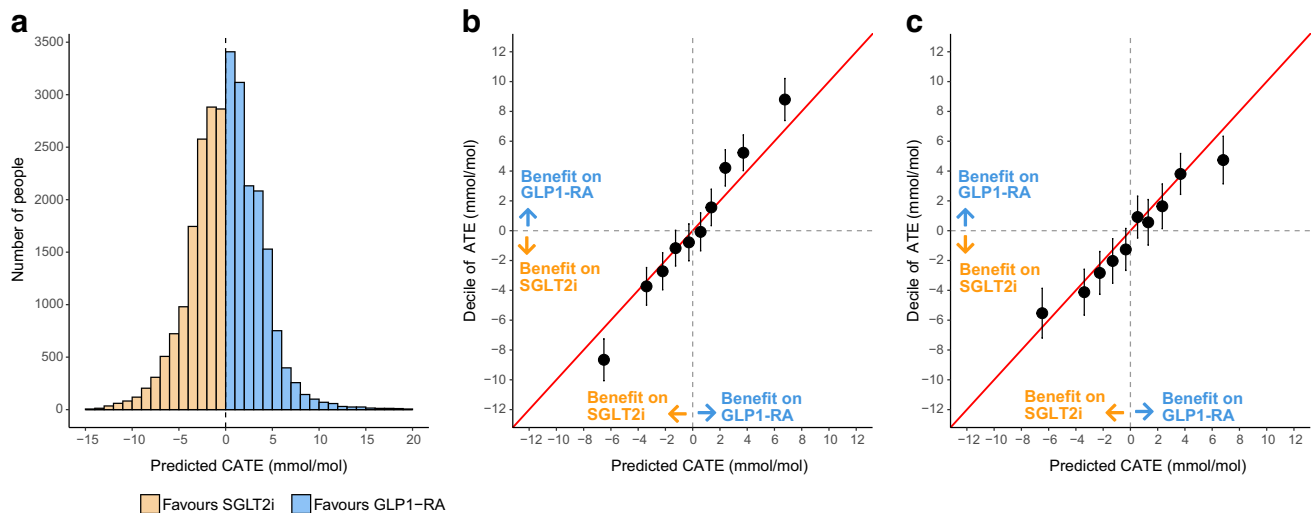 a
Number of people
3500
3000
2500
2000
1500
1000
500
0
−15
−10
−5
0
5
10
15
20
Predicted CATE (mmol/mol)
Favours SGLT2i
Favours GLP1−RA
b
Decile of ATE (mmol/mol)
12
10
8
6
4
2
0
−2
−4
−6
−8
−10
−12
Benefit on
GLP1-RA
Benefit on
SGLT2i
Benefit on
SGLT2i
Benefit on
GLP1-RA
−12
−10
−8
−6
−4
−2
0
2
4
6
8
10
12
Predicted CATE (mmol/mol)
c
Decile of ATE (mmol/mol)
12
10
8
6
4
2
0
−2
−4
−6
−8
−10
−12
Benefit on
GLP1-RA
Benefit on
SGLT2i
Benefit on
SGLT2i
Benefit on
GLP1-RA
−12
−10
−8
−6
−4
−2
0
2
4
6
8
10
12
Predicted CATE (mmol/mol)